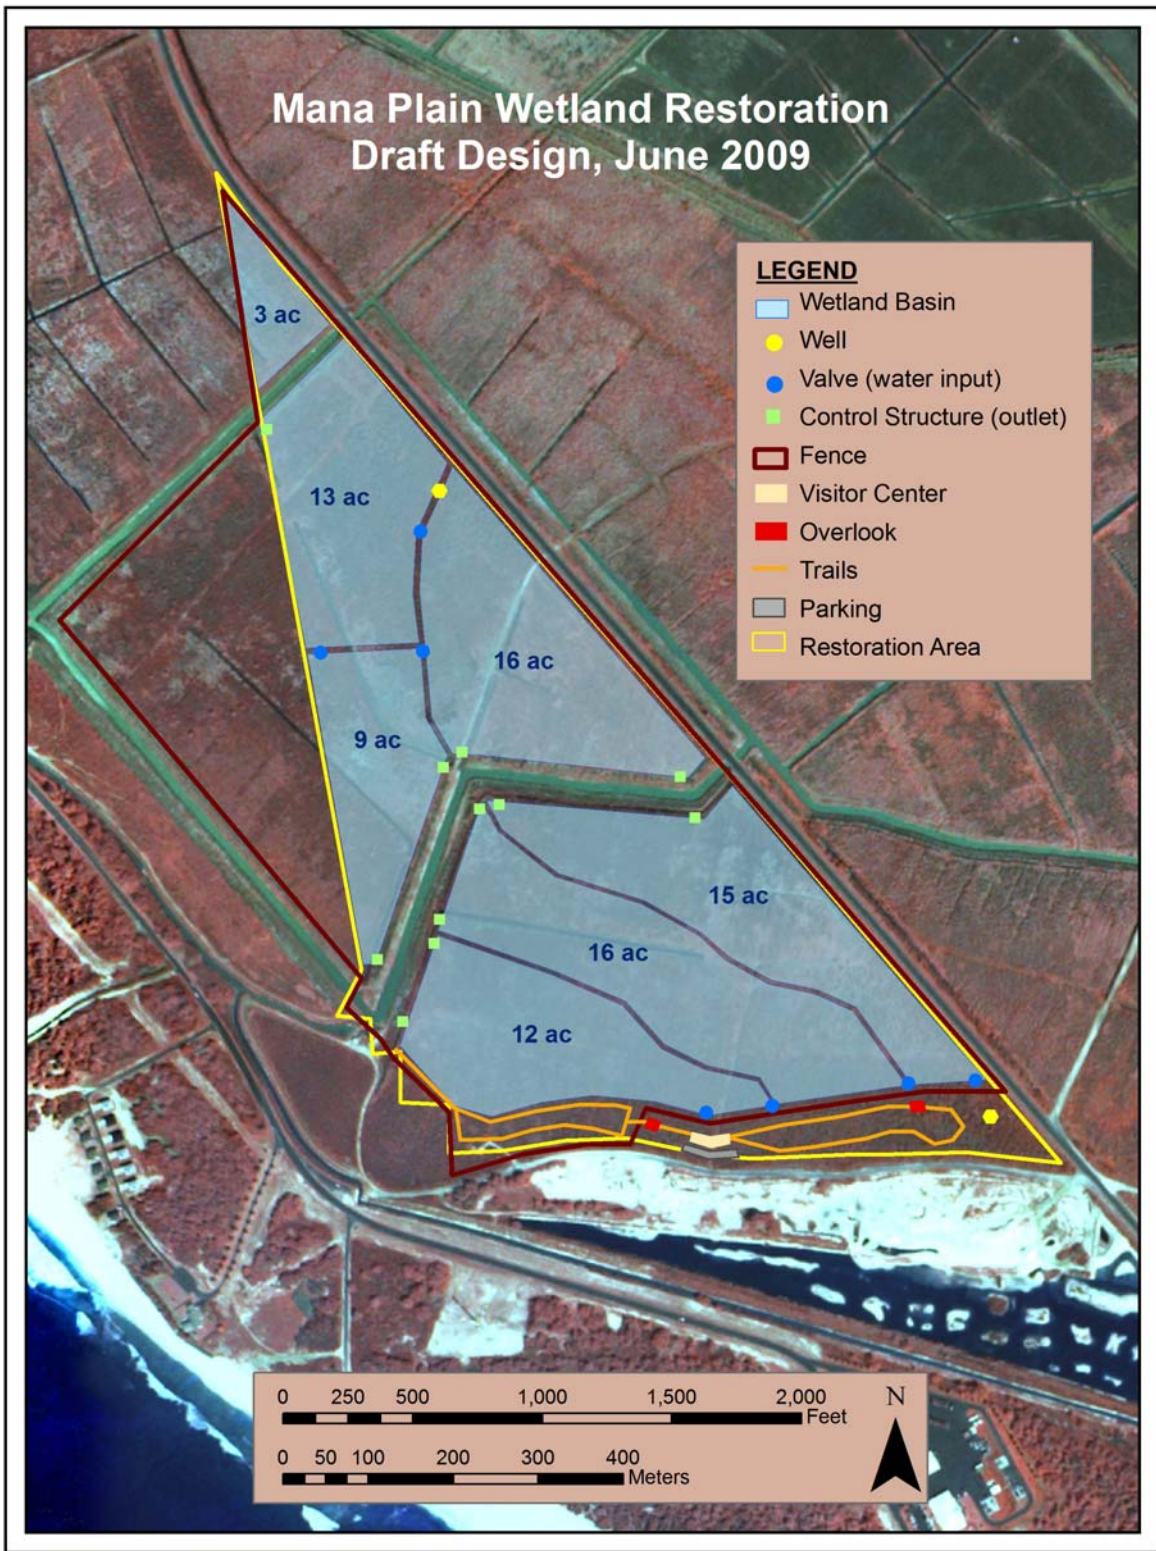 Mana Plain Wetland Restoration
Draft Design, June 2009
LEGEND
Wetland Basin
Well
Valve (water input)
Control Structure (outlet)
Fence
Visitor Center
Overlook
Trails
Parking
Restoration Area
3 ac
13 ac
16 ac
9 ac
15 ac
16 ac
12 ac
0 250 500 1,000 1,500 2,000
Feet
0 50 100 200 300 400
Meters
N